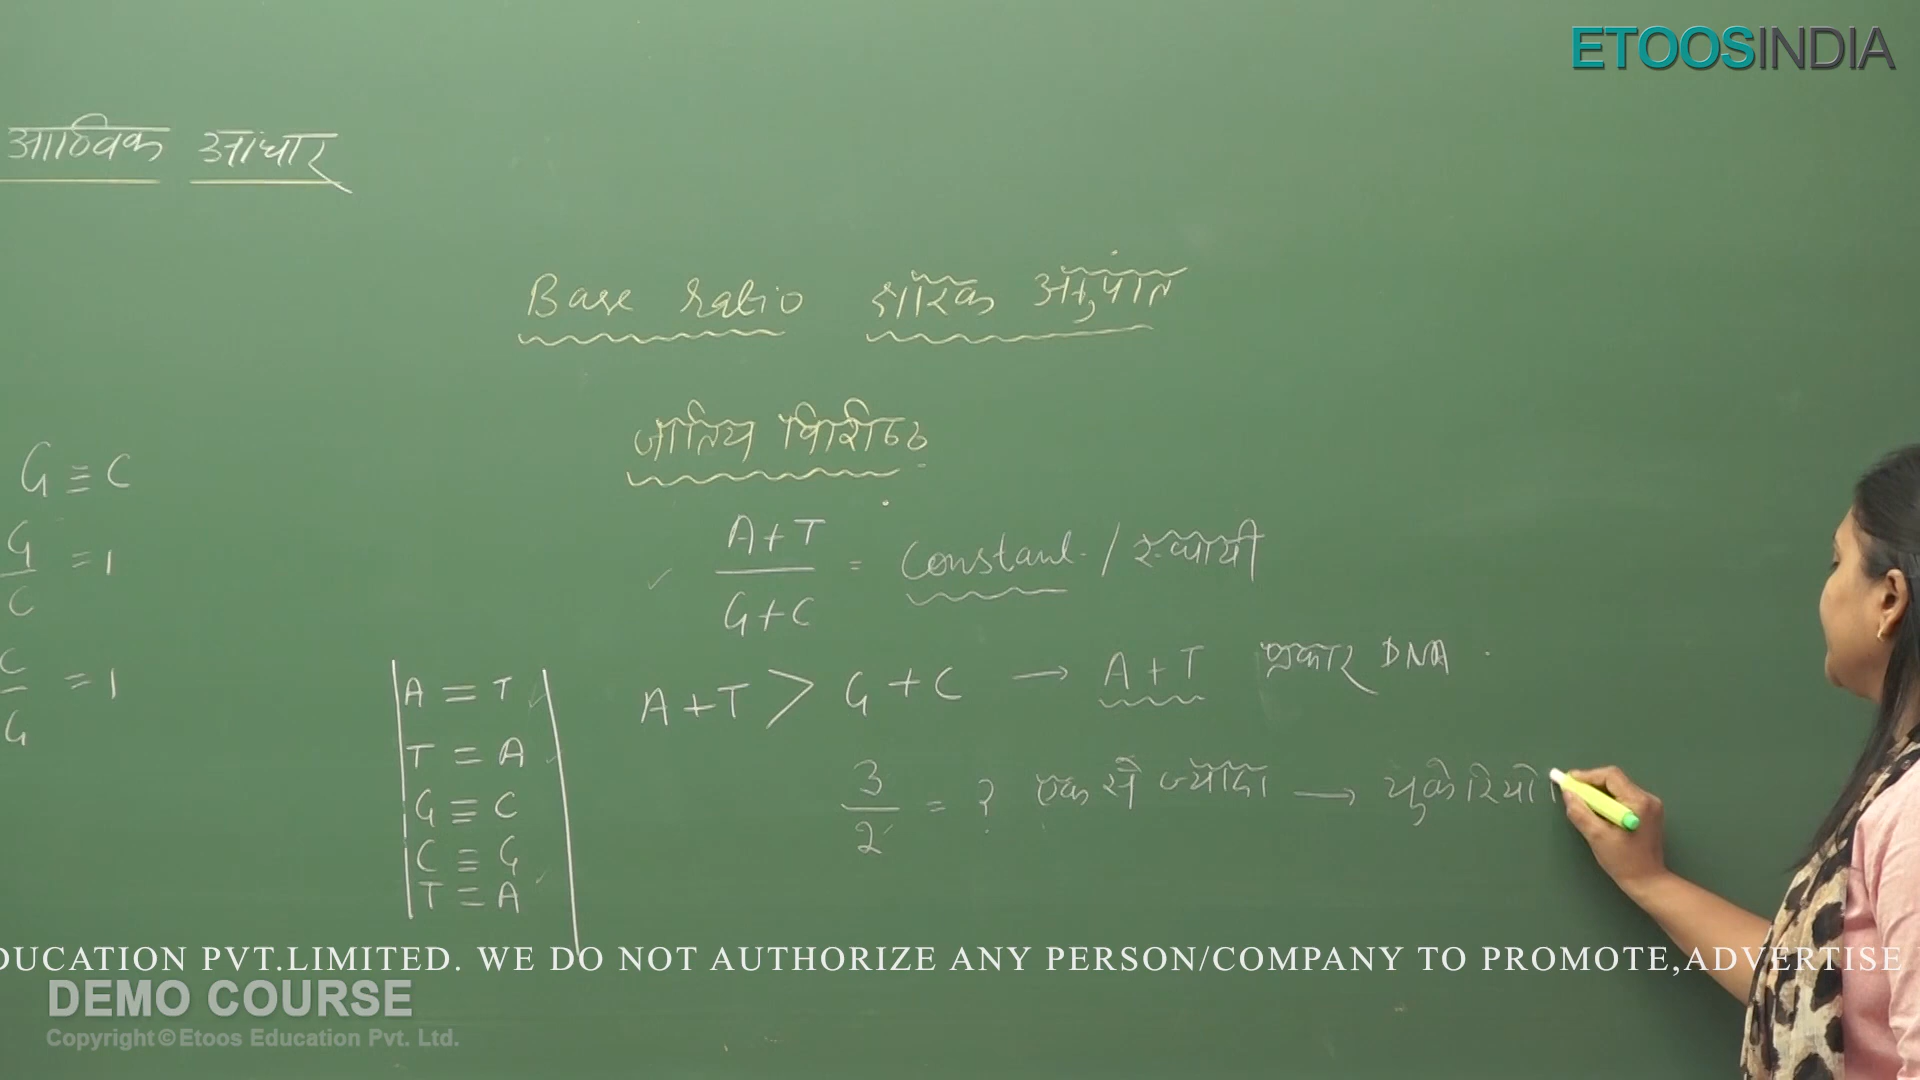 ETOOSINDIA
आण्विक आधार
Base ratio क्षारिक अनुपात
जातिय विशिष्ट
G ≡ C
G/C = 1
C/G = 1
A+T/G+C = Constant / स्थायी
A+T > G+C → A+T प्रकार DNA
3/2 = ? एक से ज्यादा → युकेरियो
A = T
T = A
G ≡ C
C ≡ G
T = A
DUCATION PVT.LIMITED. WE DO NOT AUTHORIZE ANY PERSON/COMPANY TO PROMOTE,ADVERTISE
DEMO COURSE
Copyright © Etoos Education Pvt. Ltd.